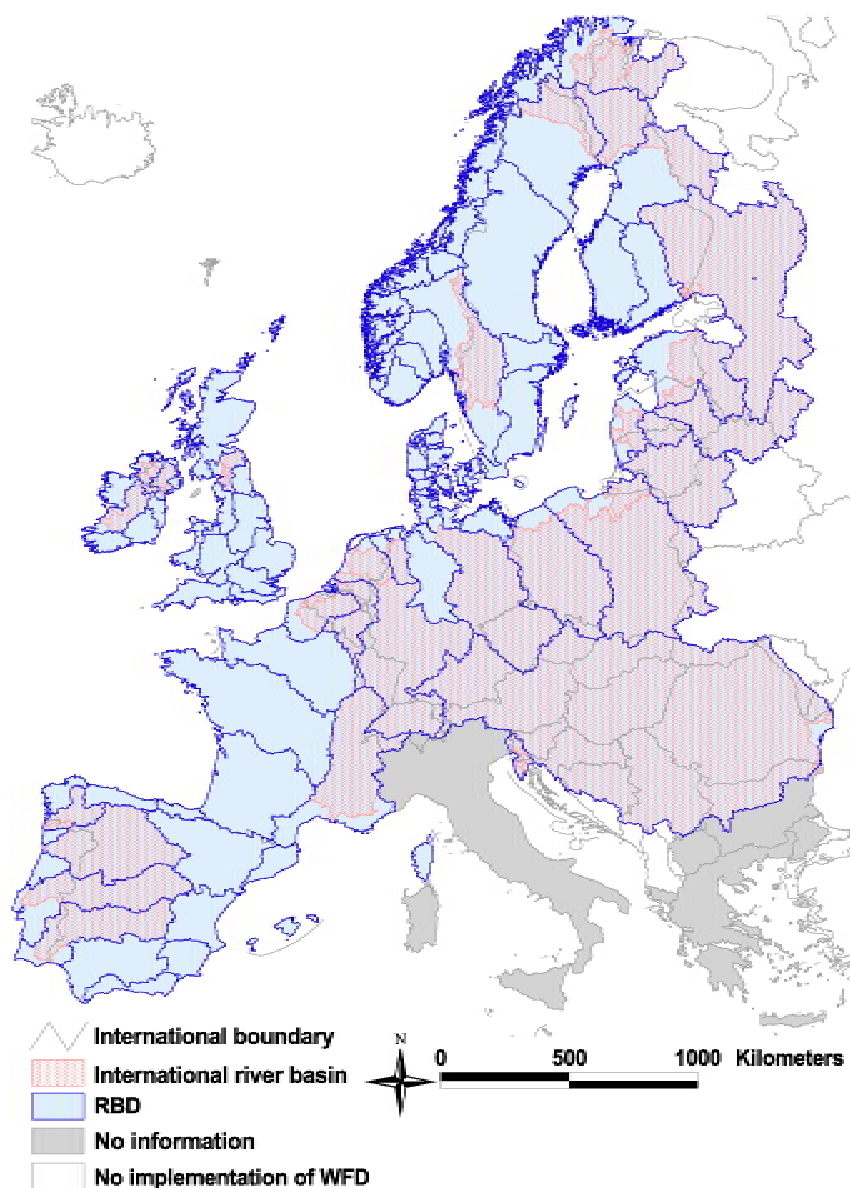 International boundary
International river basin
RBD
No information
No implementation of WFD
N
0 500 1000 Kilometers